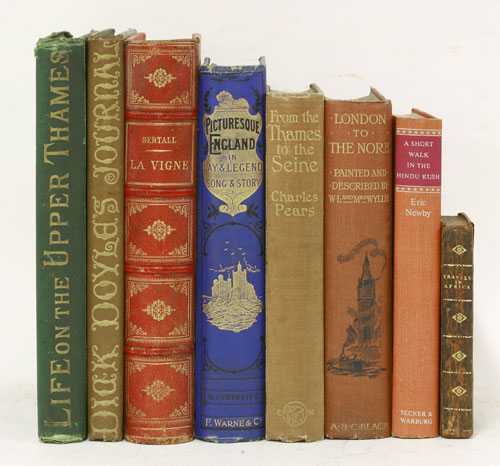 LIFE ON THE UPPER THAMES
DICK DOYLE'S JOURNAL
BERTALL
LA VIGNE
PICTURESQUE
ENGLAND
IN
LAY & LEGEND
SONG & STORY
ILLUSTRATED
F. WARNE & Co
From the
Thames
to the
Seine
Charles
Pears
LONDON
TO
THE NORE
PAINTED AND
DESCRIBED BY
W·L AND MRS WYLLIE
A & C·BLACK
A SHORT
WALK
IN THE
HINDU KUSH
Eric
Newby
SECKER &
WARBURG
TRAVELS
IN
AFRICA